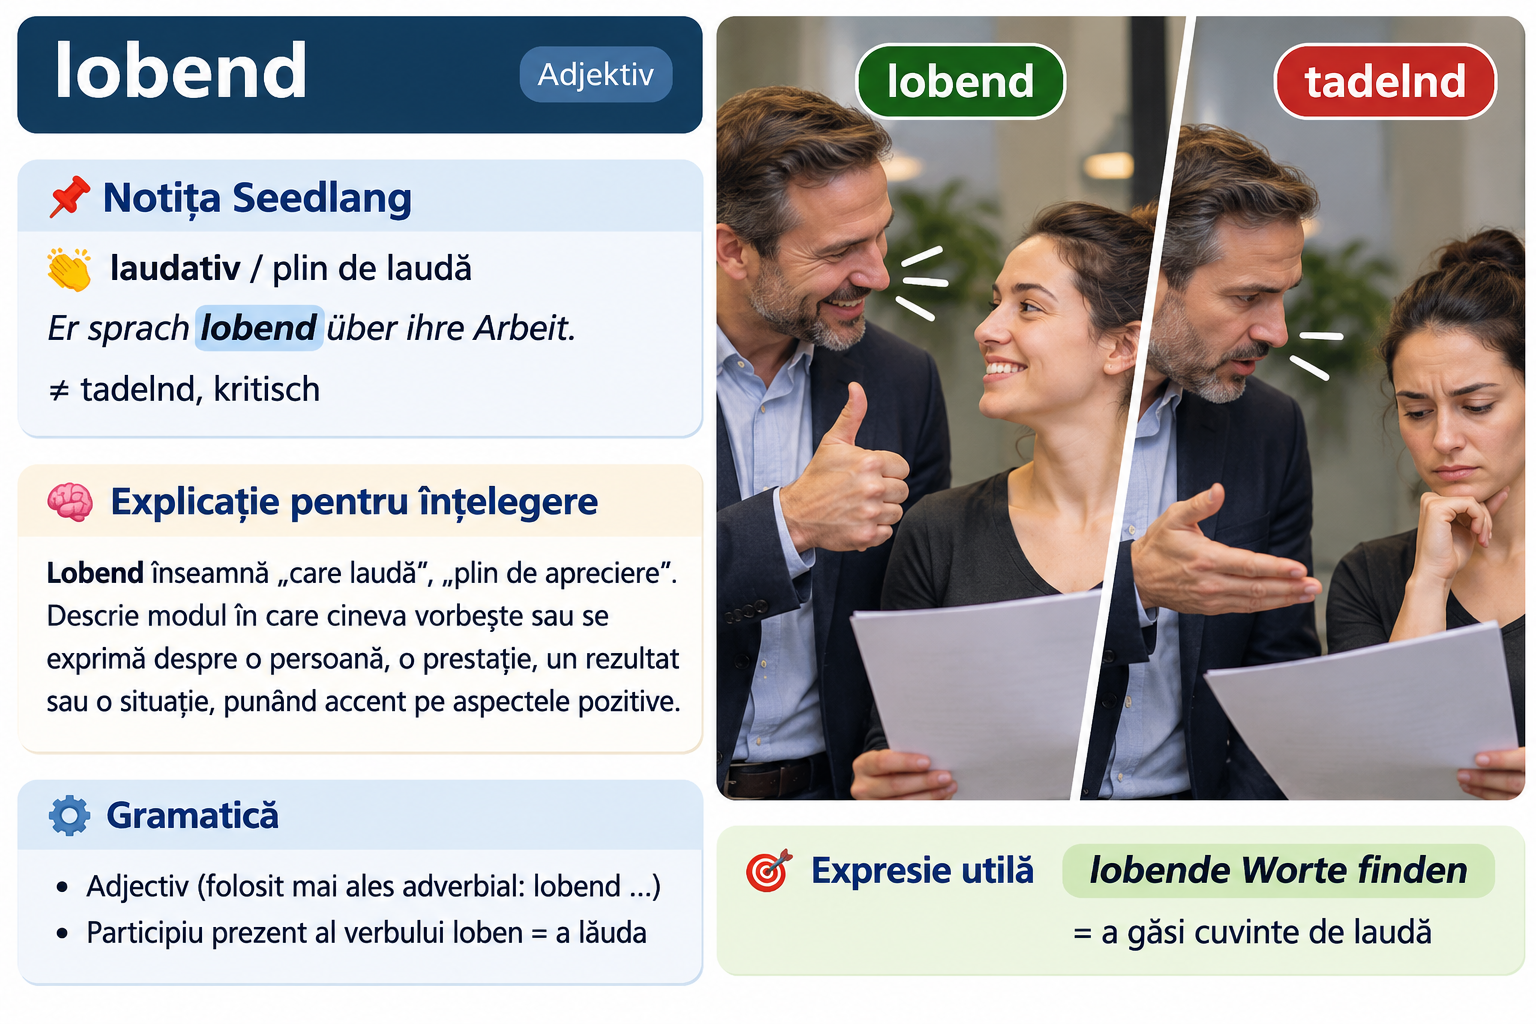 lobend
Adjektiv
Notița Seedlang
laudativ / plin de laudă
Er sprach lobend über ihre Arbeit.
≠ tadelnd, kritisch
Explicație pentru înțelegere
Lobend înseamnă „care laudă”, „plin de apreciere”.
Descrie modul în care cineva vorbește sau se
exprimă despre o persoană, o prestație, un rezultat
sau o situație, punând accent pe aspectele pozitive.
Gramatică
• Adjectiv (folosit mai ales adverbial: lobend ...)
• Participiu prezent al verbului loben = a lăuda
lobend
tadelnd
Expresie utilă
lobende Worte finden
= a găsi cuvinte de laudă